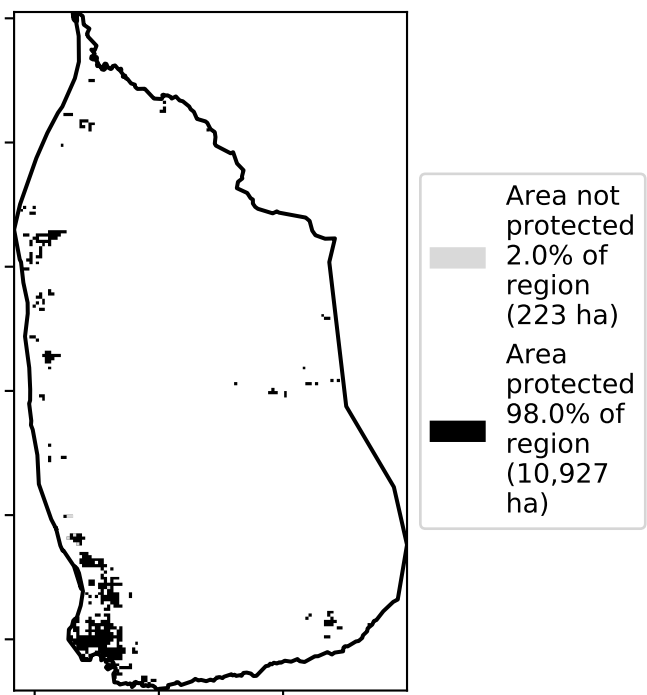 Area not
protected
2.0% of
region
(223 ha)
Area
protected
98.0% of
region
(10,927
ha)